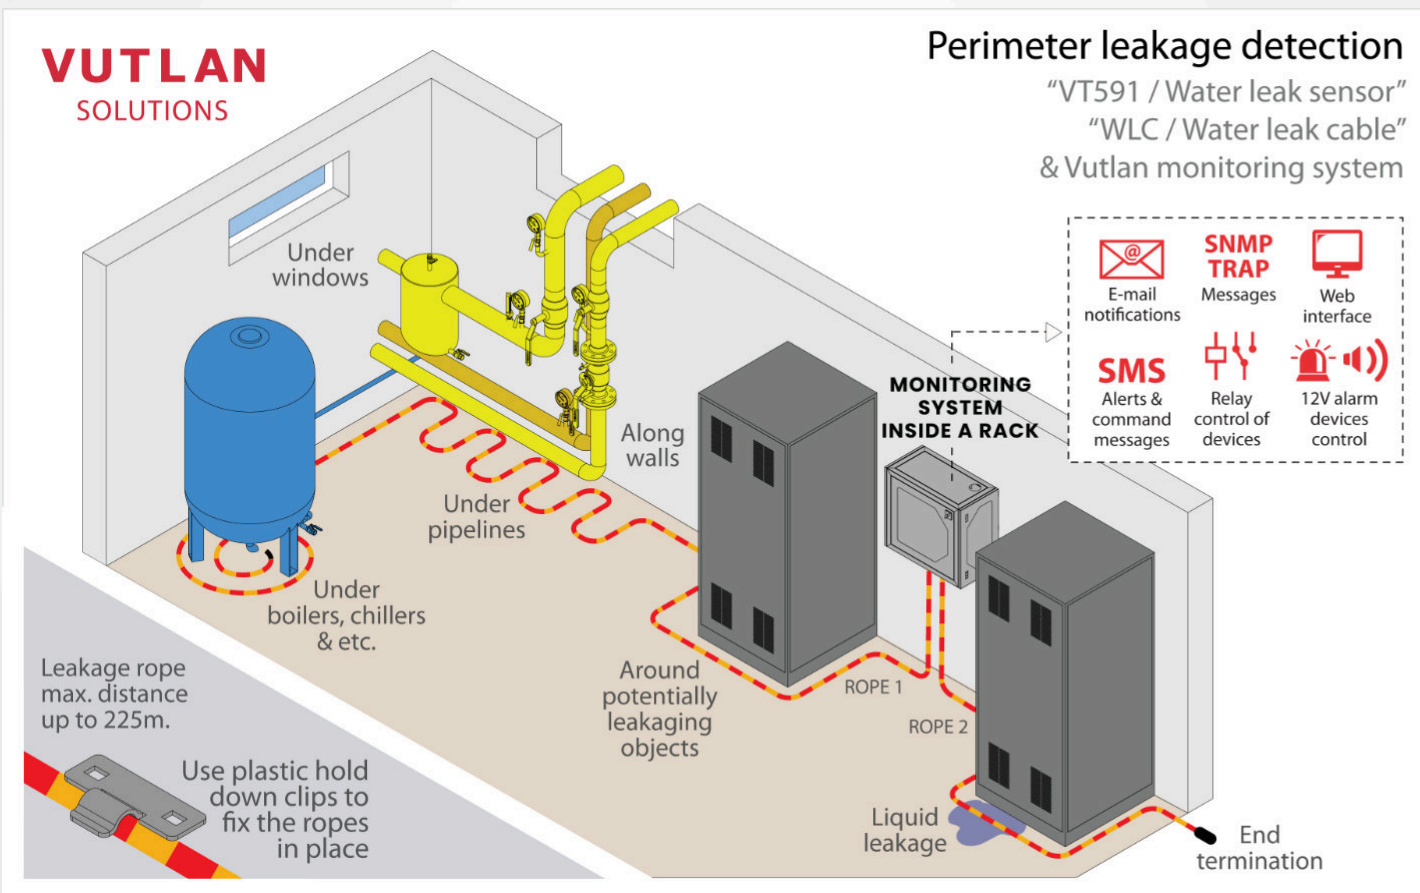 VUTLAN
SOLUTIONS
Perimeter leakage detection
“VT591 / Water leak sensor”
“WLC / Water leak cable”
& Vutlan monitoring system
@
E-mail
notifications
SNMP
TRAP
Messages
Web
interface
SMS
Alerts &
command
messages
Relay
control of
devices
12V alarm
devices
control
Under
windows
MONITORING
SYSTEM
INSIDE A RACK
Along
walls
Under
pipelines
Under
boilers, chillers
& etc.
Around
potentially
leakaging
objects
ROPE 1
ROPE 2
Leakage rope
max. distance
up to 225m.
Use plastic hold
down clips to
fix the ropes
in place
Liquid
leakage
End
termination